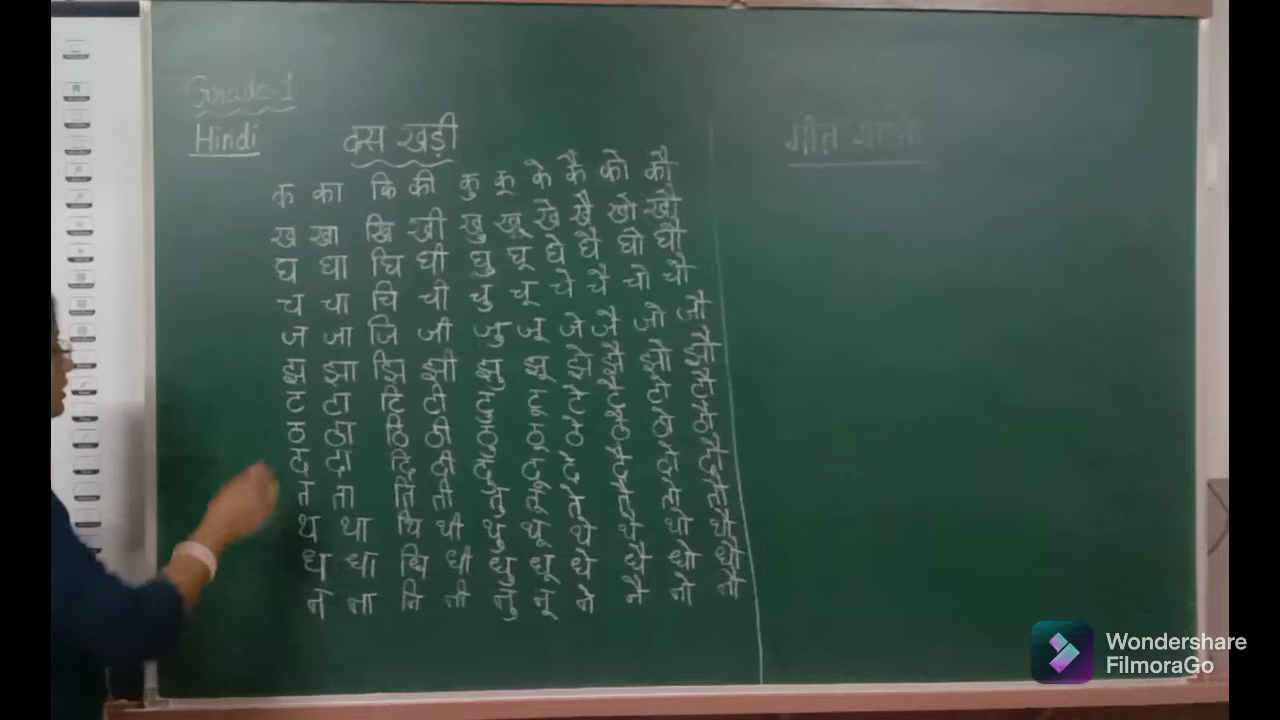 Grade-1
Hindi
दस खड़ी
क का कि की कु कू के कै को कौ
ख खा खि खी खु खू खे खै खो खौ
घ घा घि घी घु घू घे घै घो घौ
च चा चि ची चु चू चे चै चो चौ
ज जा जि जी जु जू जे जै जो जौ
झ झा झि झी झु झू झे झै झो झौ
ट टा टि टी टु टू टे टै टो टौ
ठ ठा ठि ठी ठु ठू ठे ठै ठो ठौ
द दा दि दी दु दू दे दै दो दौ
त ता ति ती तु तू ते तै तो तौ
थ था थि थी थु थू थे थै थो थौ
ध धा धि धी धु धू धे धै धो धौ
न ना नि नी नु नू ने नै नो नौ
गीत
Wondershare
FilmoraGo